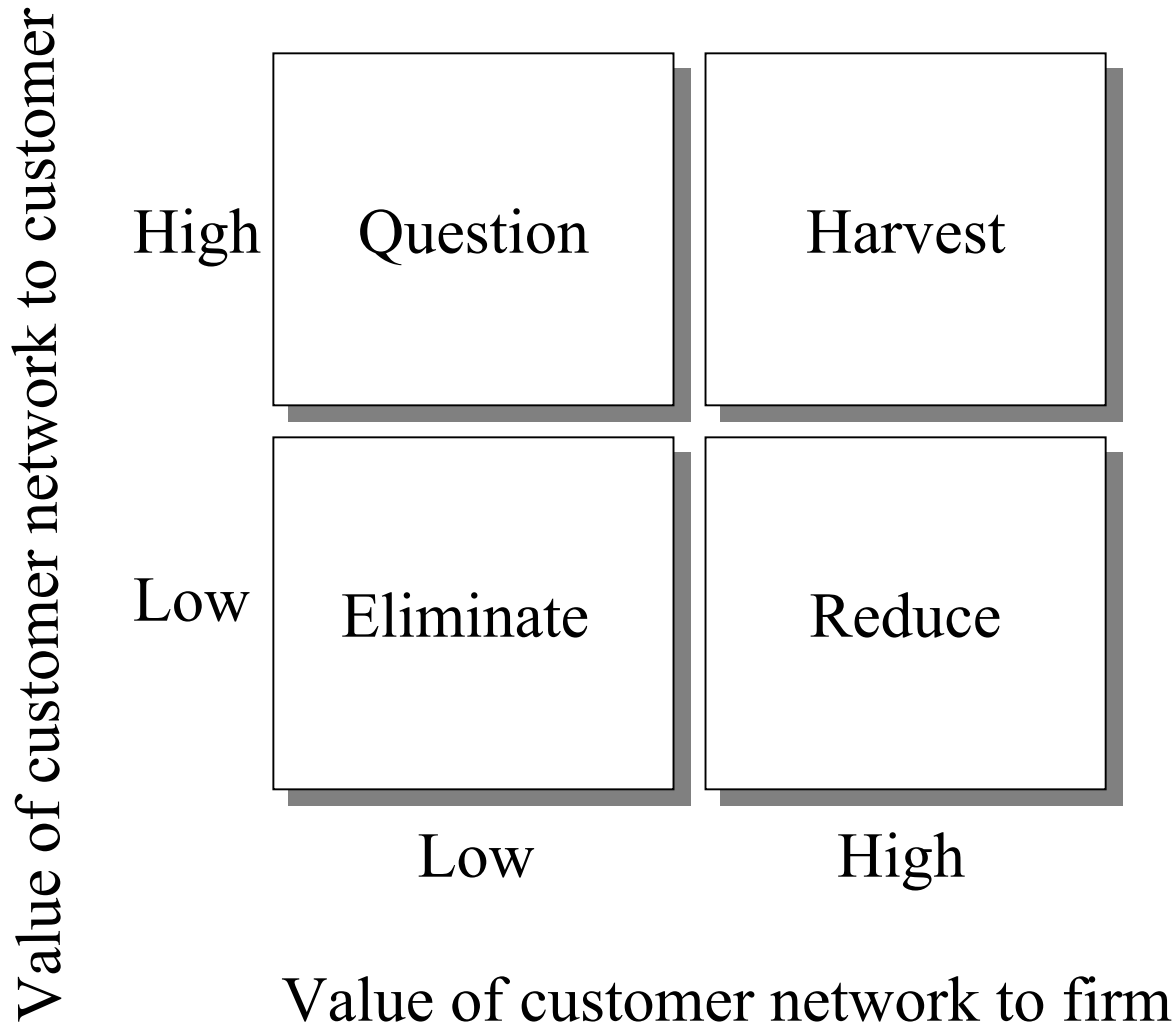 Value of customer network to customer
High
Question
Harvest
Low
Eliminate
Reduce
Low
High
Value of customer network to firm